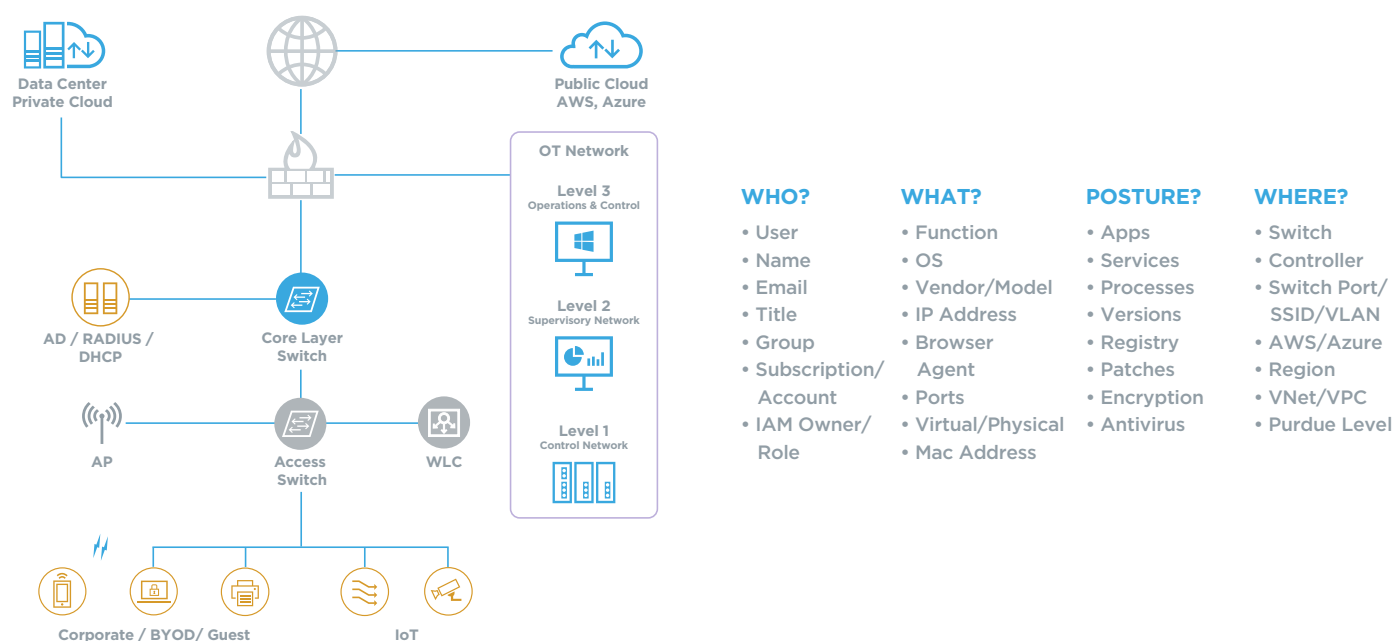 Data Center
Private Cloud
Public Cloud
AWS, Azure
OT Network
Level 3
Operations & Control
Level 2
Supervisory Network
Level 1
Control Network
AD / RADIUS /
DHCP
Core Layer
Switch
AP
Access
Switch
WLC
Corporate / BYOD/ Guest
IoT
WHO?
• User
• Name
• Email
• Title
• Group
• Subscription/
Account
• IAM Owner/
Role
WHAT?
• Function
• OS
• Vendor/Model
• IP Address
• Browser
Agent
• Ports
• Virtual/Physical
• Mac Address
POSTURE?
• Apps
• Services
• Processes
• Versions
• Registry
• Patches
• Encryption
• Antivirus
WHERE?
• Switch
• Controller
• Switch Port/
SSID/VLAN
• AWS/Azure
• Region
• VNet/VPC
• Purdue Level